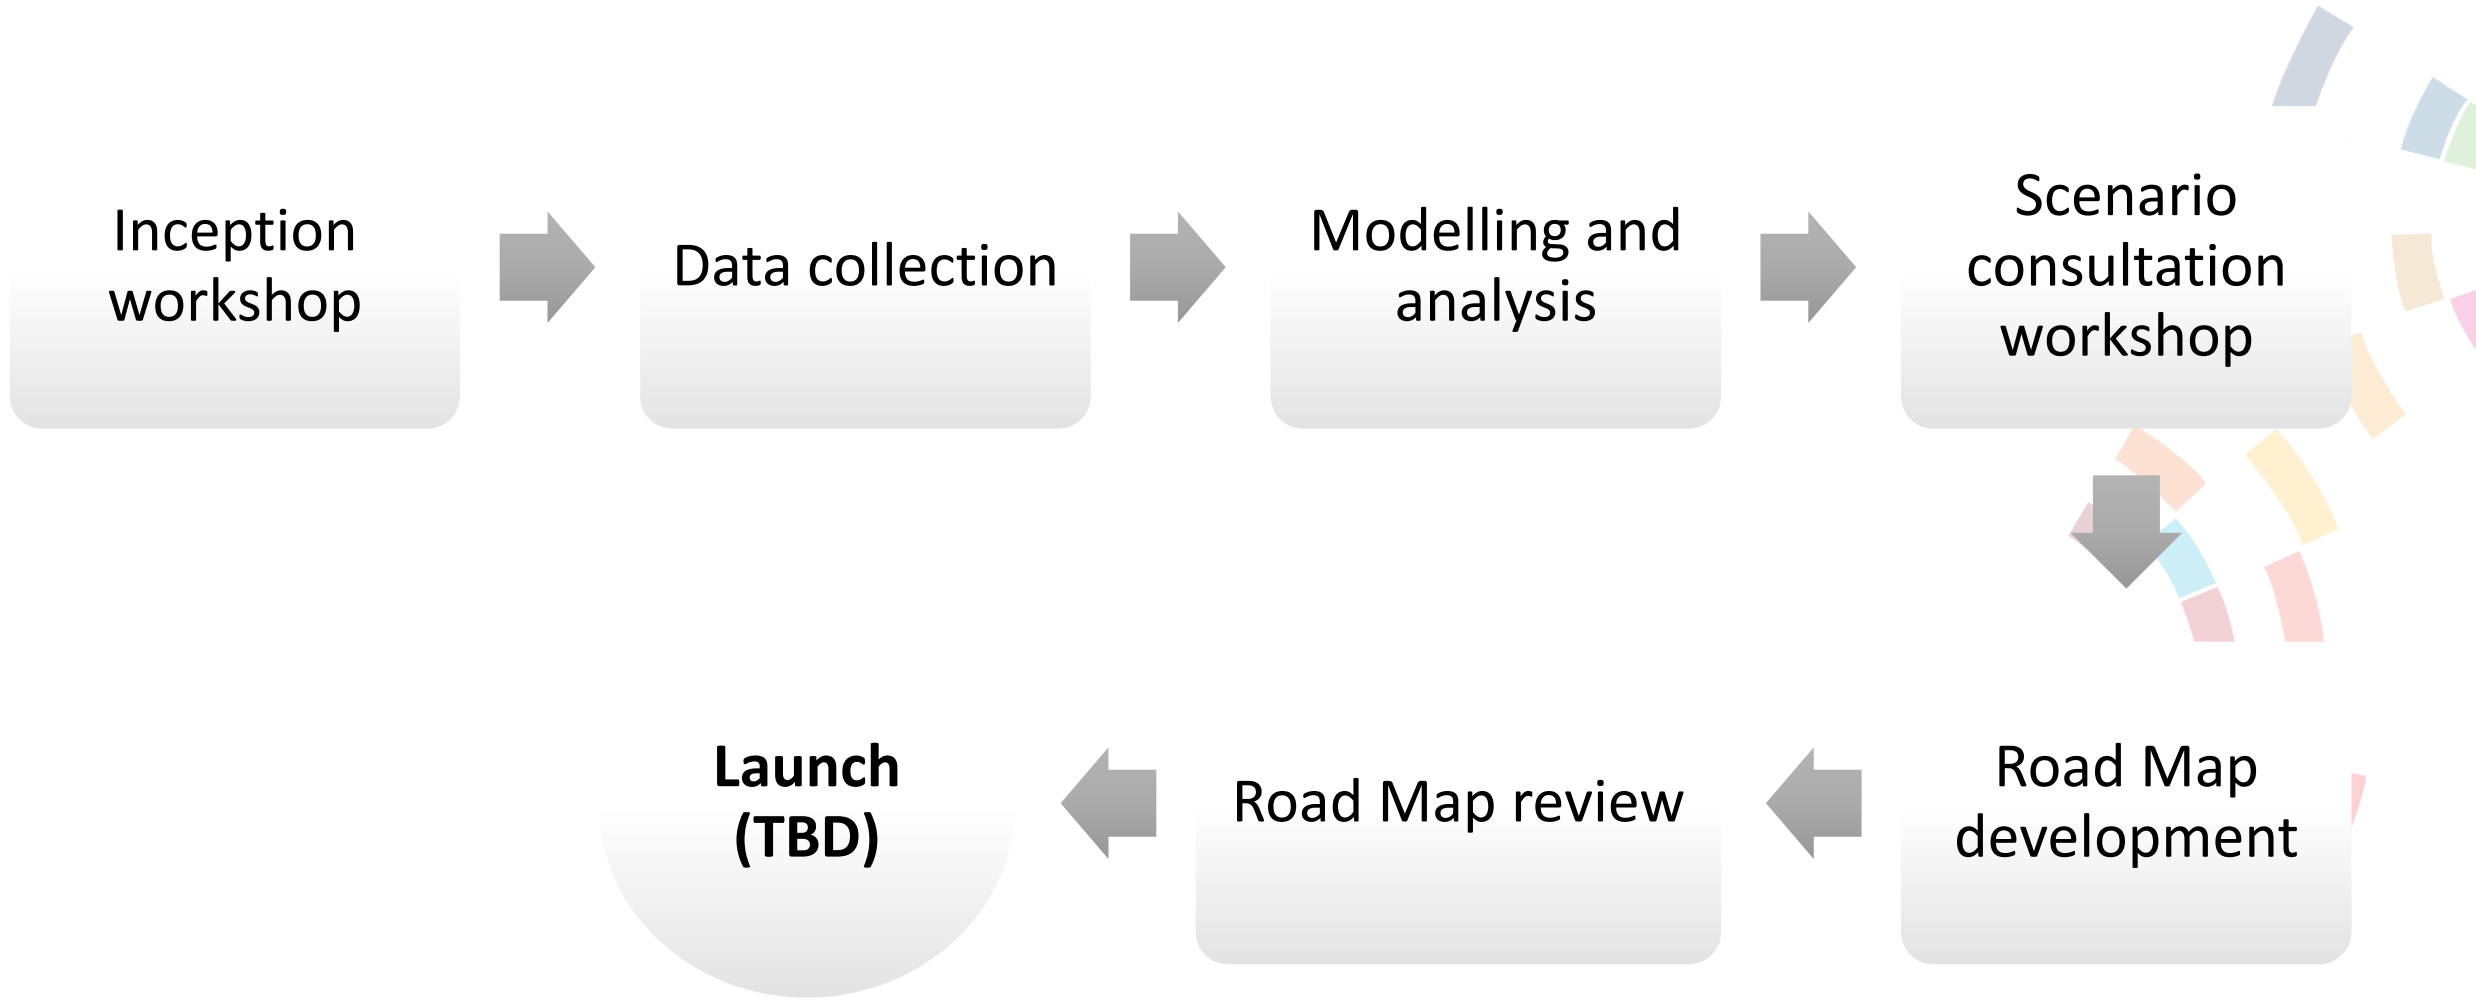 Inception
workshop
Data collection
Modelling and
analysis
Scenario
consultation
workshop
Road Map
development
Road Map review
Launch
(TBD)